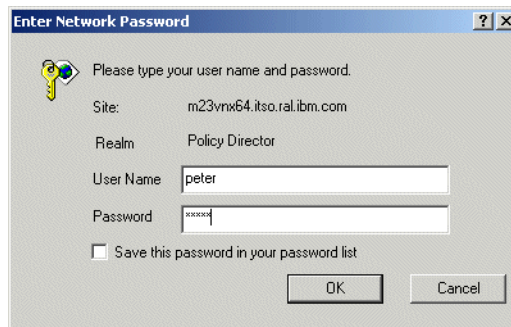 Enter Network Password
Please type your user name and password.
Site: m23vnx64.itso.ral.ibm.com
Realm Policy Director
User Name peter
Password xxxxx
Save this password in your password list
OK Cancel